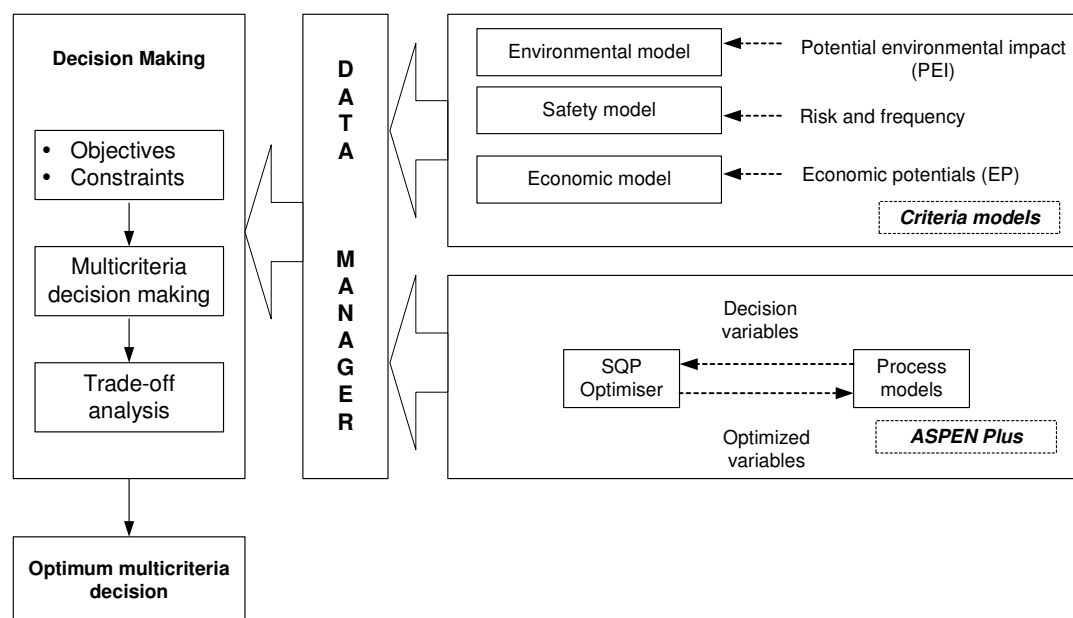 Decision Making
• Objectives
• Constraints
Multicriteria
decision making
Trade-off
analysis
Optimum multicriteria
decision
D
A
T
A
M
A
N
A
G
E
R
Environmental model
Potential environmental impact
(PEI)
Safety model
Risk and frequency
Economic model
Economic potentials (EP)
Criteria models
Decision
variables
SQP
Optimiser
Process
models
Optimized
variables
ASPEN Plus